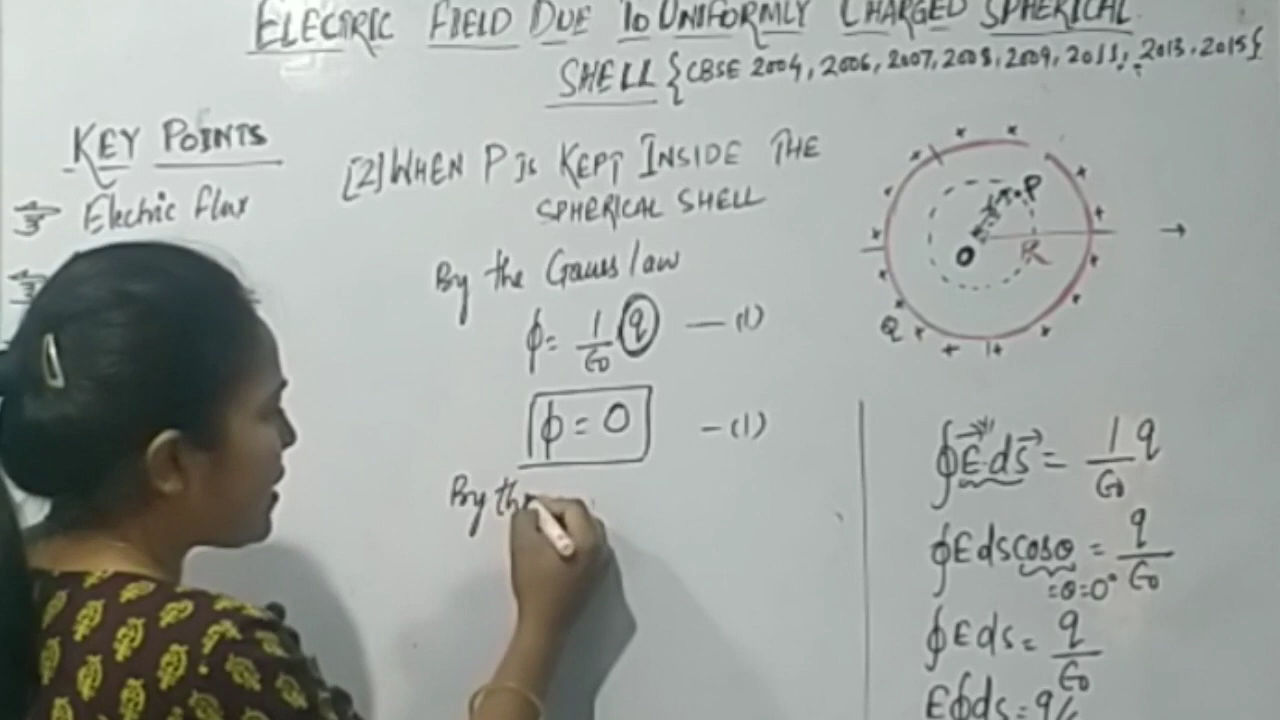 ELECTRIC FIELD DUE TO UNIFORMLY CHARGED SPHERICAL
SHELL {CBSE 2004, 2006, 2007, 2008, 2009, 2011, 2013, 2015}
KEY POINTS
Electric flux
[2] WHEN P IS KEPT INSIDE THE
SPHERICAL SHELL
By the Gauss law
ϕ = 1/ε0 q —(1)
ϕ = 0 —(1)
By the
P
O
R
Q
∮E⃗.ds⃗ = 1/ε0 q
∮Eds cosθ = q/ε0
=θ=0°
∮Eds = q/ε0
E∮ds = q/